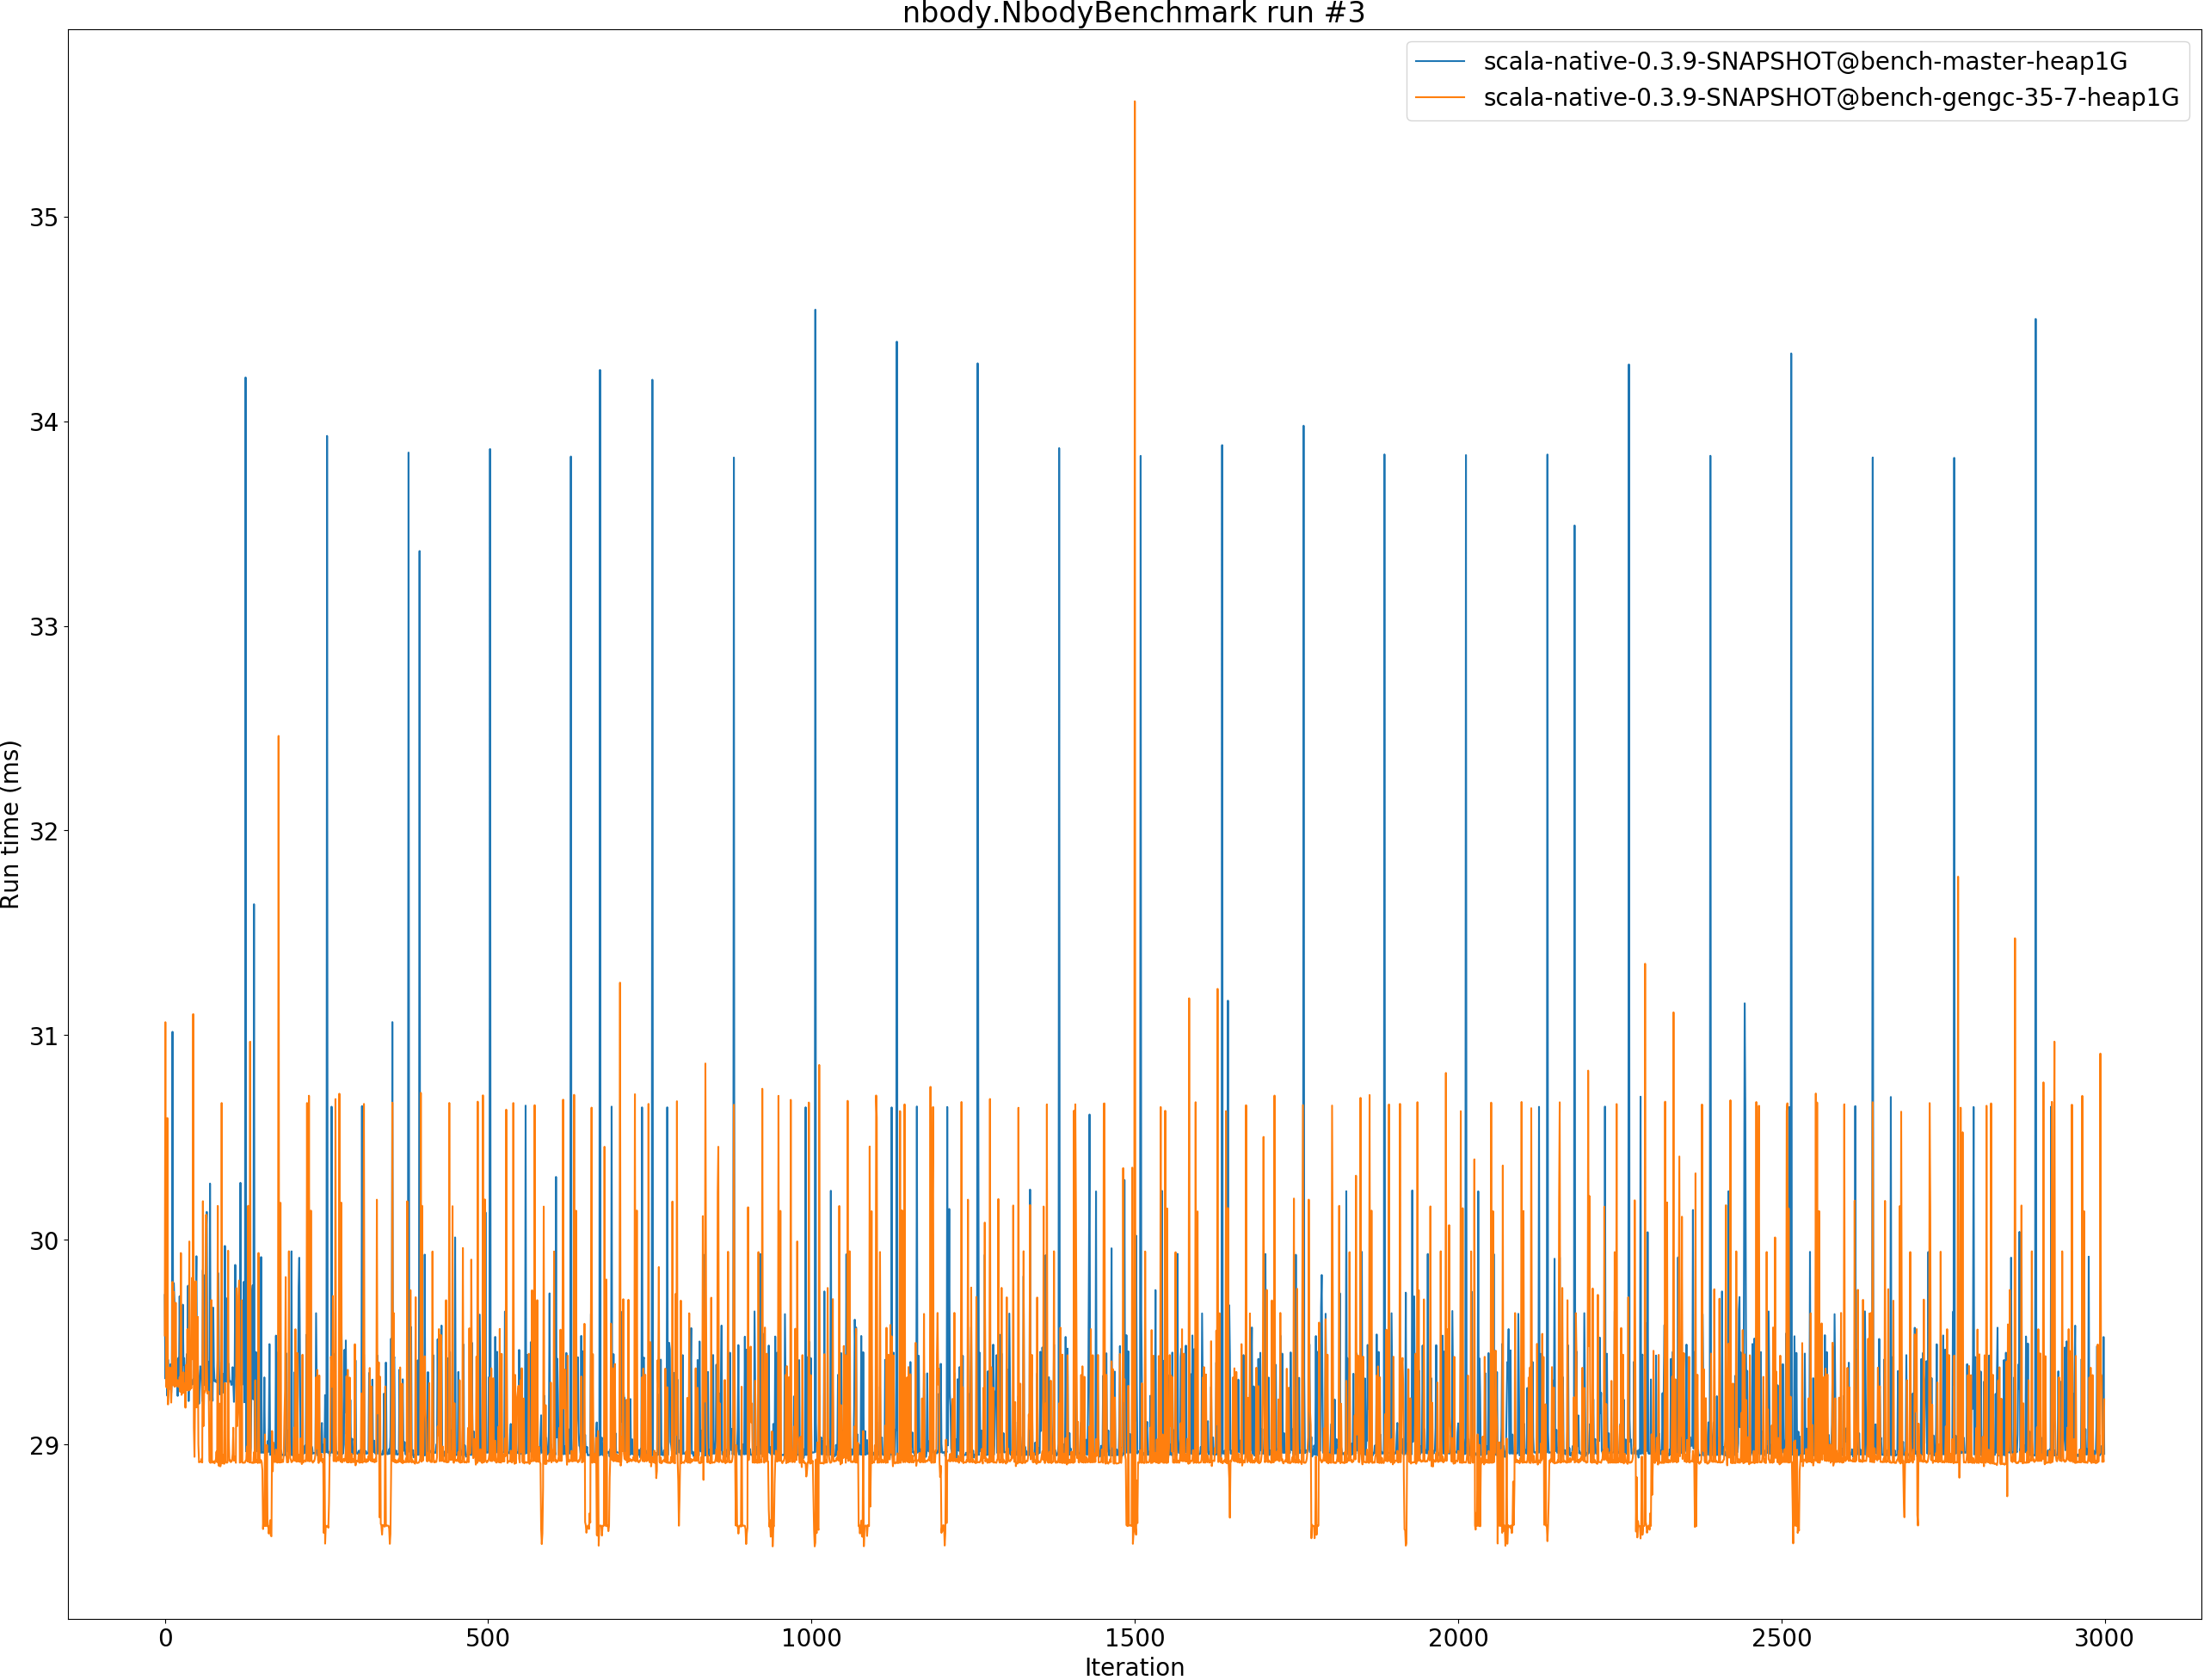 nbody.NbodyBenchmark run #3
scala-native-0.3.9-SNAPSHOT@bench-master-heap1G
scala-native-0.3.9-SNAPSHOT@bench-gengc-35-7-heap1G
Run time (ms)
35
34
33
32
31
30
29
0 500 1000 1500 2000 2500 3000
Iteration